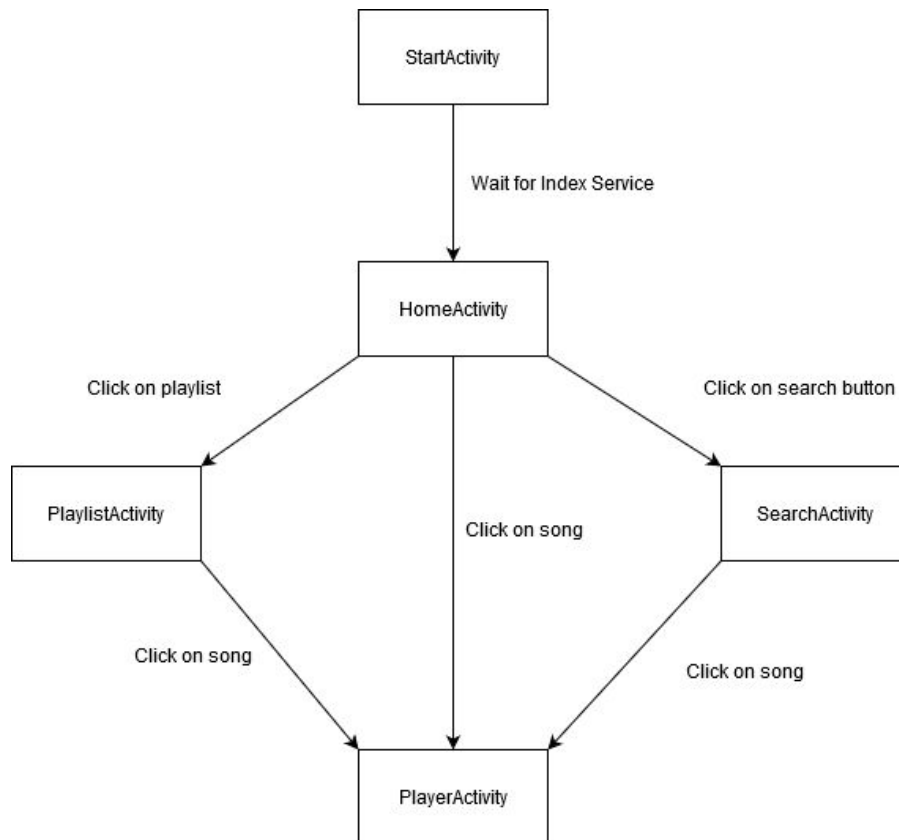 StartActivity
Wait for Index Service
HomeActivity
Click on playlist
Click on search button
PlaylistActivity
Click on song
SearchActivity
Click on song
Click on song
PlayerActivity